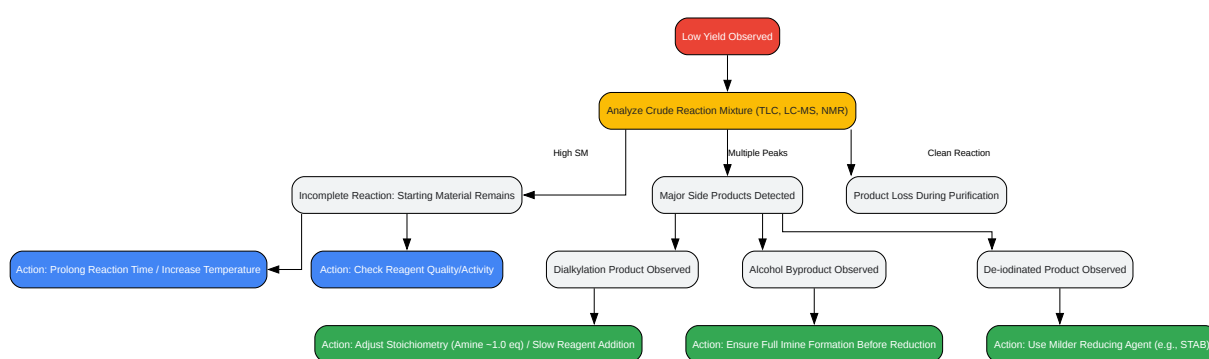 Low Yield Observed
Analyze Crude Reaction Mixture (TLC, LC-MS, NMR)
High SM
Multiple Peaks
Clean Reaction
Incomplete Reaction: Starting Material Remains
Major Side Products Detected
Product Loss During Purification
Action: Prolong Reaction Time / Increase Temperature
Action: Check Reagent Quality/Activity
Dialkylation Product Observed
Alcohol Byproduct Observed
De-iodinated Product Observed
Action: Adjust Stoichiometry (Amine ~1.0 eq) / Slow Reagent Addition
Action: Ensure Full Imine Formation Before Reduction
Action: Use Milder Reducing Agent (e.g., STAB)